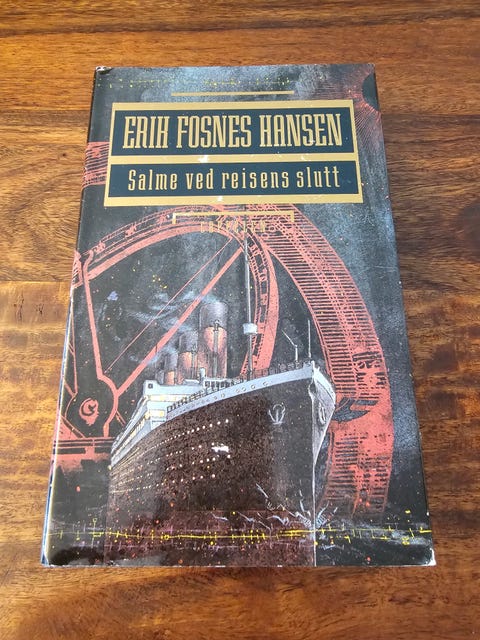 ERIK FOSNES HANSEN
Salme ved reisens slutt